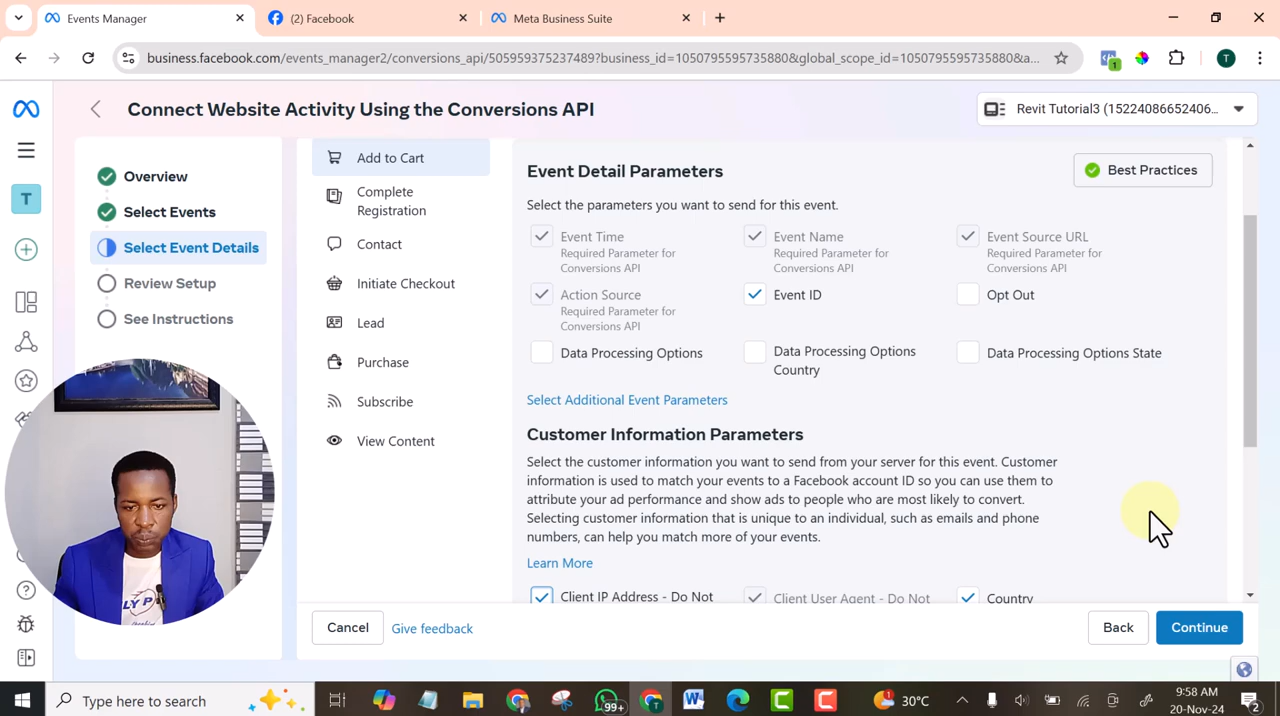 Events Manager
(2) Facebook
Meta Business Suite
business.facebook.com/events_manager2/conversions_api/505959375237489?business_id=1050795595735880&global_scope_id=1050795595735880&a...
1
T
Connect Website Activity Using the Conversions API
Revit Tutorial3 (15224086652406...
T
Overview
Select Events
Select Event Details
Review Setup
See Instructions
Add to Cart
Complete
Registration
Contact
Initiate Checkout
Lead
Purchase
Subscribe
View Content
Event Detail Parameters
Best Practices
Select the parameters you want to send for this event.
Event Time
Required Parameter for
Conversions API
Event Name
Required Parameter for
Conversions API
Event Source URL
Required Parameter for
Conversions API
Action Source
Required Parameter for
Conversions API
Event ID
Opt Out
Data Processing Options
Data Processing Options
Country
Data Processing Options State
Select Additional Event Parameters
Customer Information Parameters
Select the customer information you want to send from your server for this event. Customer
information is used to match your events to a Facebook account ID so you can use them to
attribute your ad performance and show ads to people who are most likely to convert.
Selecting customer information that is unique to an individual, such as emails and phone
numbers, can help you match more of your events.
Learn More
Client IP Address - Do Not
Client User Agent - Do Not
Country
Cancel
Give feedback
Back
Continue
Type here to search
99+
1
30°C
9:58 AM
20-Nov-24
2